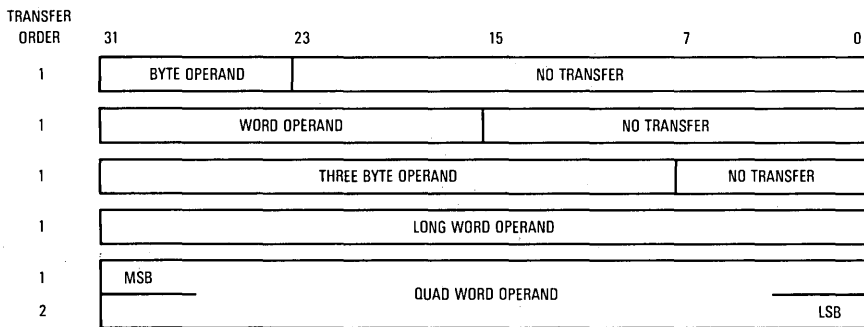 TRANSFER
ORDER 31 23 15 7 0
1 BYTE OPERAND NO TRANSFER
1 WORD OPERAND NO TRANSFER
1 THREE BYTE OPERAND NO TRANSFER
1 LONG WORD OPERAND
1 MSB
QUAD WORD OPERAND
2 LSB